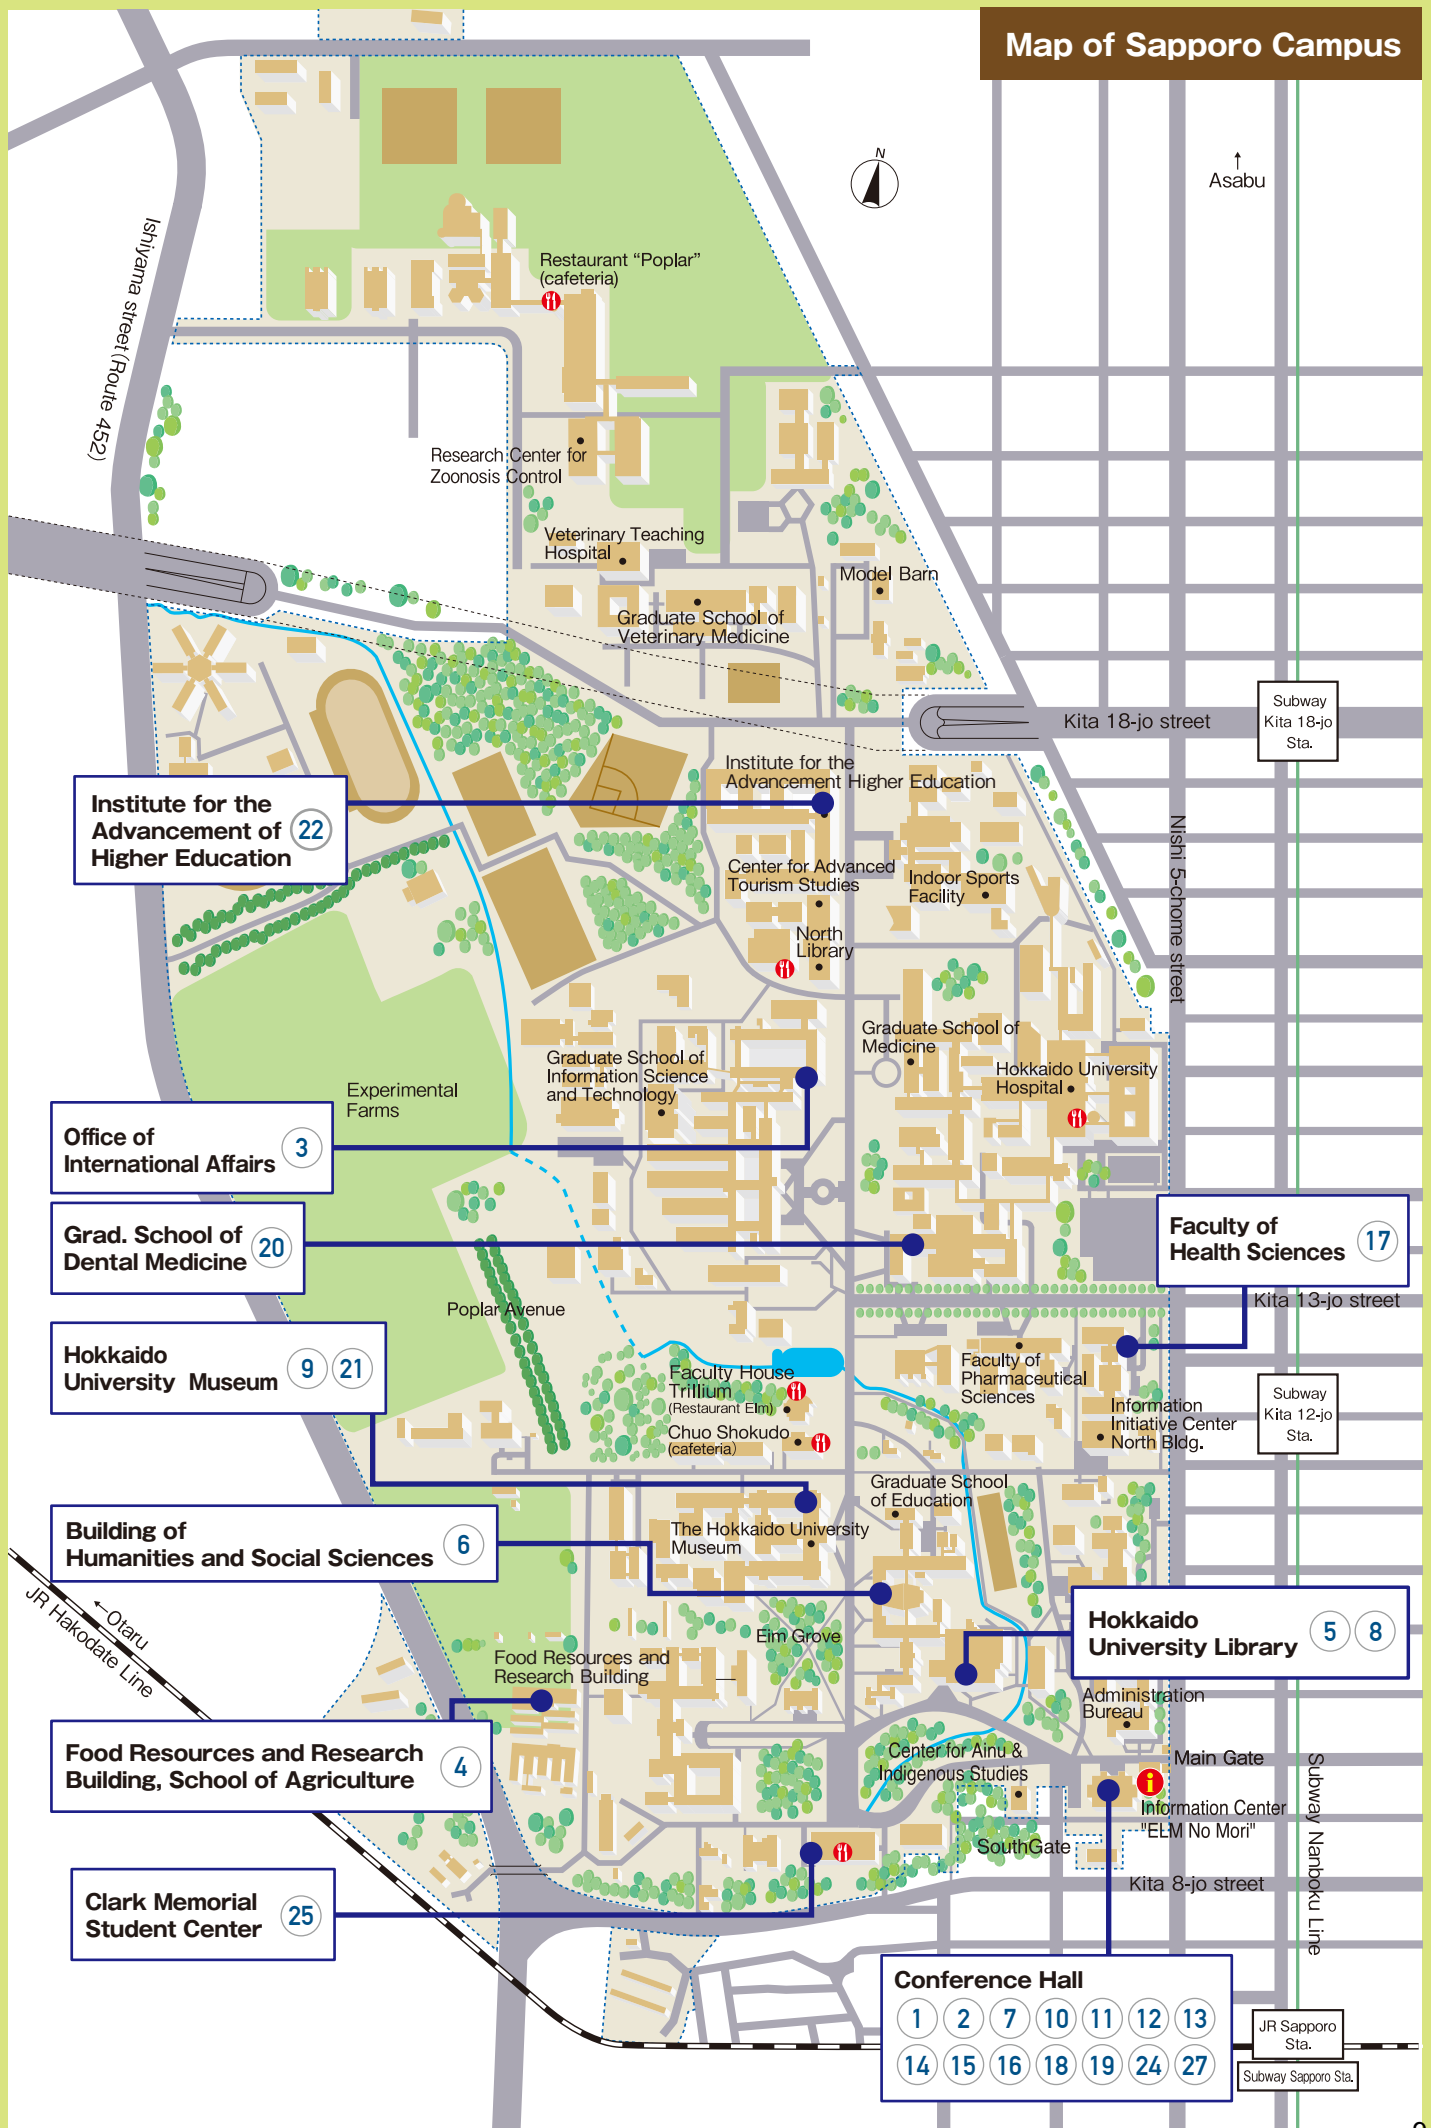 Map of Sapporo Campus
N
↑
Asabu
Ishiyama street(Route 452)
Restaurant “Poplar”
(cafeteria)
Research Center for
Zoonosis Control
Veterinary Teaching
Hospital
Model Barn
Graduate School of
Veterinary Medicine
Kita 18-jo street
Subway
Kita 18-jo
Sta.
Institute for the
Advancement Higher Education
Institute for the
Advancement of
Higher Education
22
Nishi 5-chome street
Center for Advanced
Tourism Studies
Indoor Sports
Facility
North
Library
Graduate School of
Medicine
Graduate School of
Information Science
and Technology
Hokkaido University
Hospital
Experimental
Farms
Office of
International Affairs
3
Grad. School of
Dental Medicine
20
Faculty of
Health Sciences
17
Kita 13-jo street
Poplar Avenue
Hokkaido
University Museum
9 21
Faculty House
Trillium
(Restaurant Elm)
Chuo Shokudo
(cafeteria)
Faculty of
Pharmaceutical
Sciences
Information
Initiative Center
North Bldg.
Subway
Kita 12-jo
Sta.
Graduate School
of Education
The Hokkaido University
Museum
Building of
Humanities and Social Sciences
6
←Otaru
JR Hakodate Line
Eim Grove
Hokkaido
University Library
5 8
Food Resources and
Research Building
Administration
Bureau
Food Resources and Research
Building, School of Agriculture
4
Center for Ainu &
Indigenous Studies
Main Gate
i
Information Center
"ELM No Mori"
SouthGate
Kita 8-jo street
Subway Nanboku Line
Clark Memorial
Student Center
25
Conference Hall
1 2 7 10 11 12 13
14 15 16 18 19 24 27
JR Sapporo
Sta.
Subway Sapporo Sta.